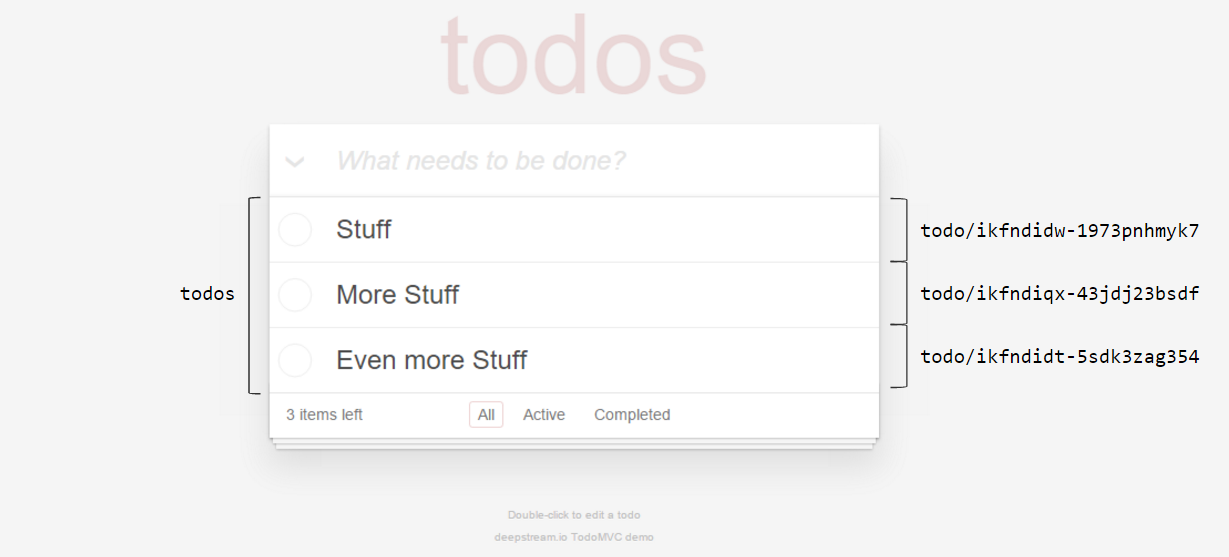 todos
What needs to be done?
Stuff
todo/ikfndidw-1973pnhmyk7
todos
More Stuff
todo/ikfndiqx-43jdj23bsdf
Even more Stuff
todo/ikfndidt-5sdk3zag354
3 items left All Active Completed
Double-click to edit a todo
deepstream.io TodoMVC demo